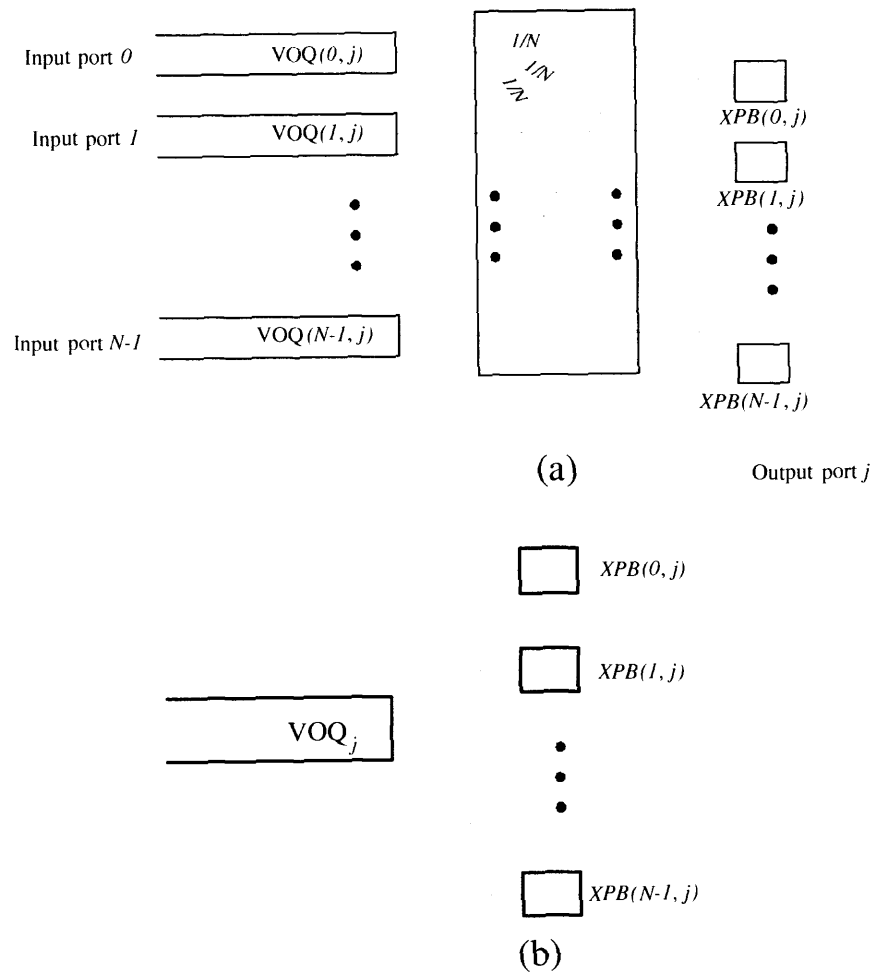 Input port 0
VOQ(0, j)
1/N
1/N
1/N
XPB(0, j)
Input port 1
VOQ(1, j)
XPB(1, j)
Input port N-1
VOQ(N-1, j)
XPB(N-1, j)
(a)
Output port j
XPB(0, j)
XPB(1, j)
VOQj
XPB(N-1, j)
(b)